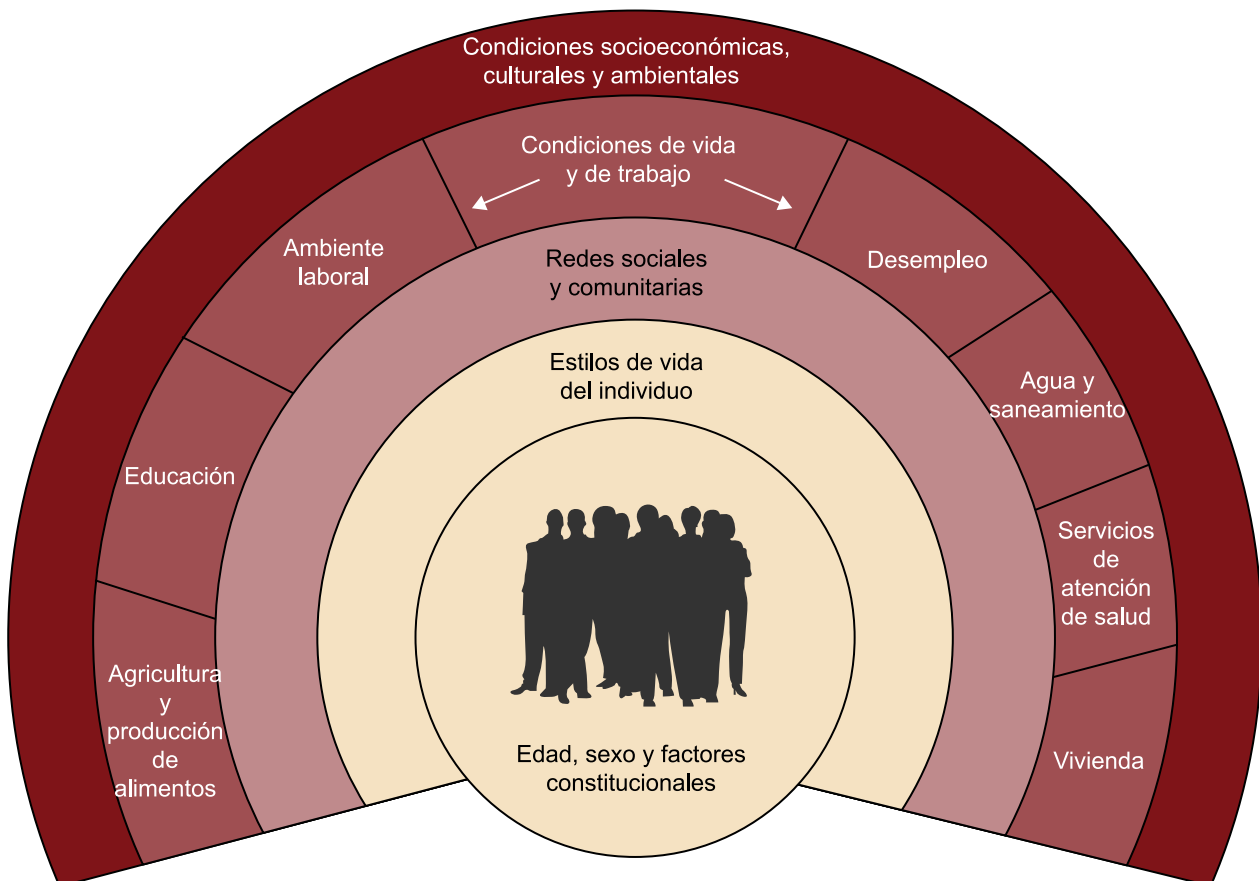 Condiciones socioeconómicas,
culturales y ambientales
Condiciones de vida
y de trabajo
Ambiente
laboral
Desempleo
Redes sociales
y comunitarias
Estilos de vida
del individuo
Agua y
saneamiento
Educación
Servicios
de
atención
de salud
Agricultura
y
producción
de
alimentos
Vivienda
Edad, sexo y factores
constitucionales